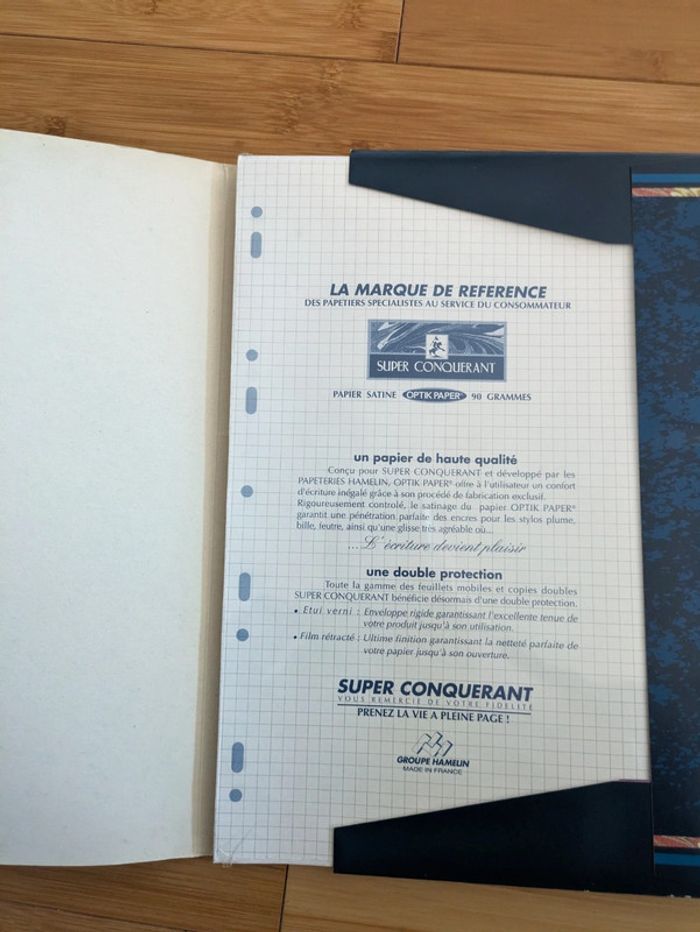 LA MARQUE DE REFERENCE
DES PAPETIERS SPECIALISTES AU SERVICE DU CONSOMMATEUR
SUPER CONQUERANT
PAPIER SATINE OPTIK PAPER 90 GRAMMES
un papier de haute qualité
Conçu pour SUPER CONQUERANT et développé par les
PAPETERIES HAMELIN, OPTIK PAPER® offre à l'utilisateur un confort
d'écriture inégalé grâce à son procédé de fabrication exclusif.
Rigoureusement controlé, le satinage du papier OPTIK PAPER®
garantit une pénétration parfaite des encres pour les stylos plume,
bille, feutre, ainsi qu'une glisse très agréable où...
...L'écriture devient plaisir
une double protection
Toute la gamme des feuillets mobiles et copies doubles
SUPER CONQUERANT bénéficie désormais d'une double protection.
• Etui verni : Enveloppe rigide garantissant l'excellente tenue de
votre produit jusqu'à son utilisation.
• Film rétracté : Ultime finition garantissant la netteté parfaite de
votre papier jusqu'à son ouverture.
SUPER CONQUERANT
VOUS REMERCIE DE VOTRE FIDELITE
PRENEZ LA VIE A PLEINE PAGE !
GROUPE HAMELIN
MADE IN FRANCE